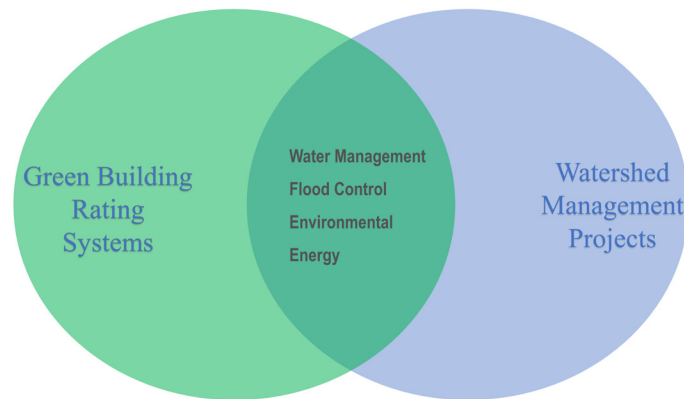 Green Building
Rating
Systems
Water Management
Flood Control
Environmental
Energy
Watershed
Management
Projects